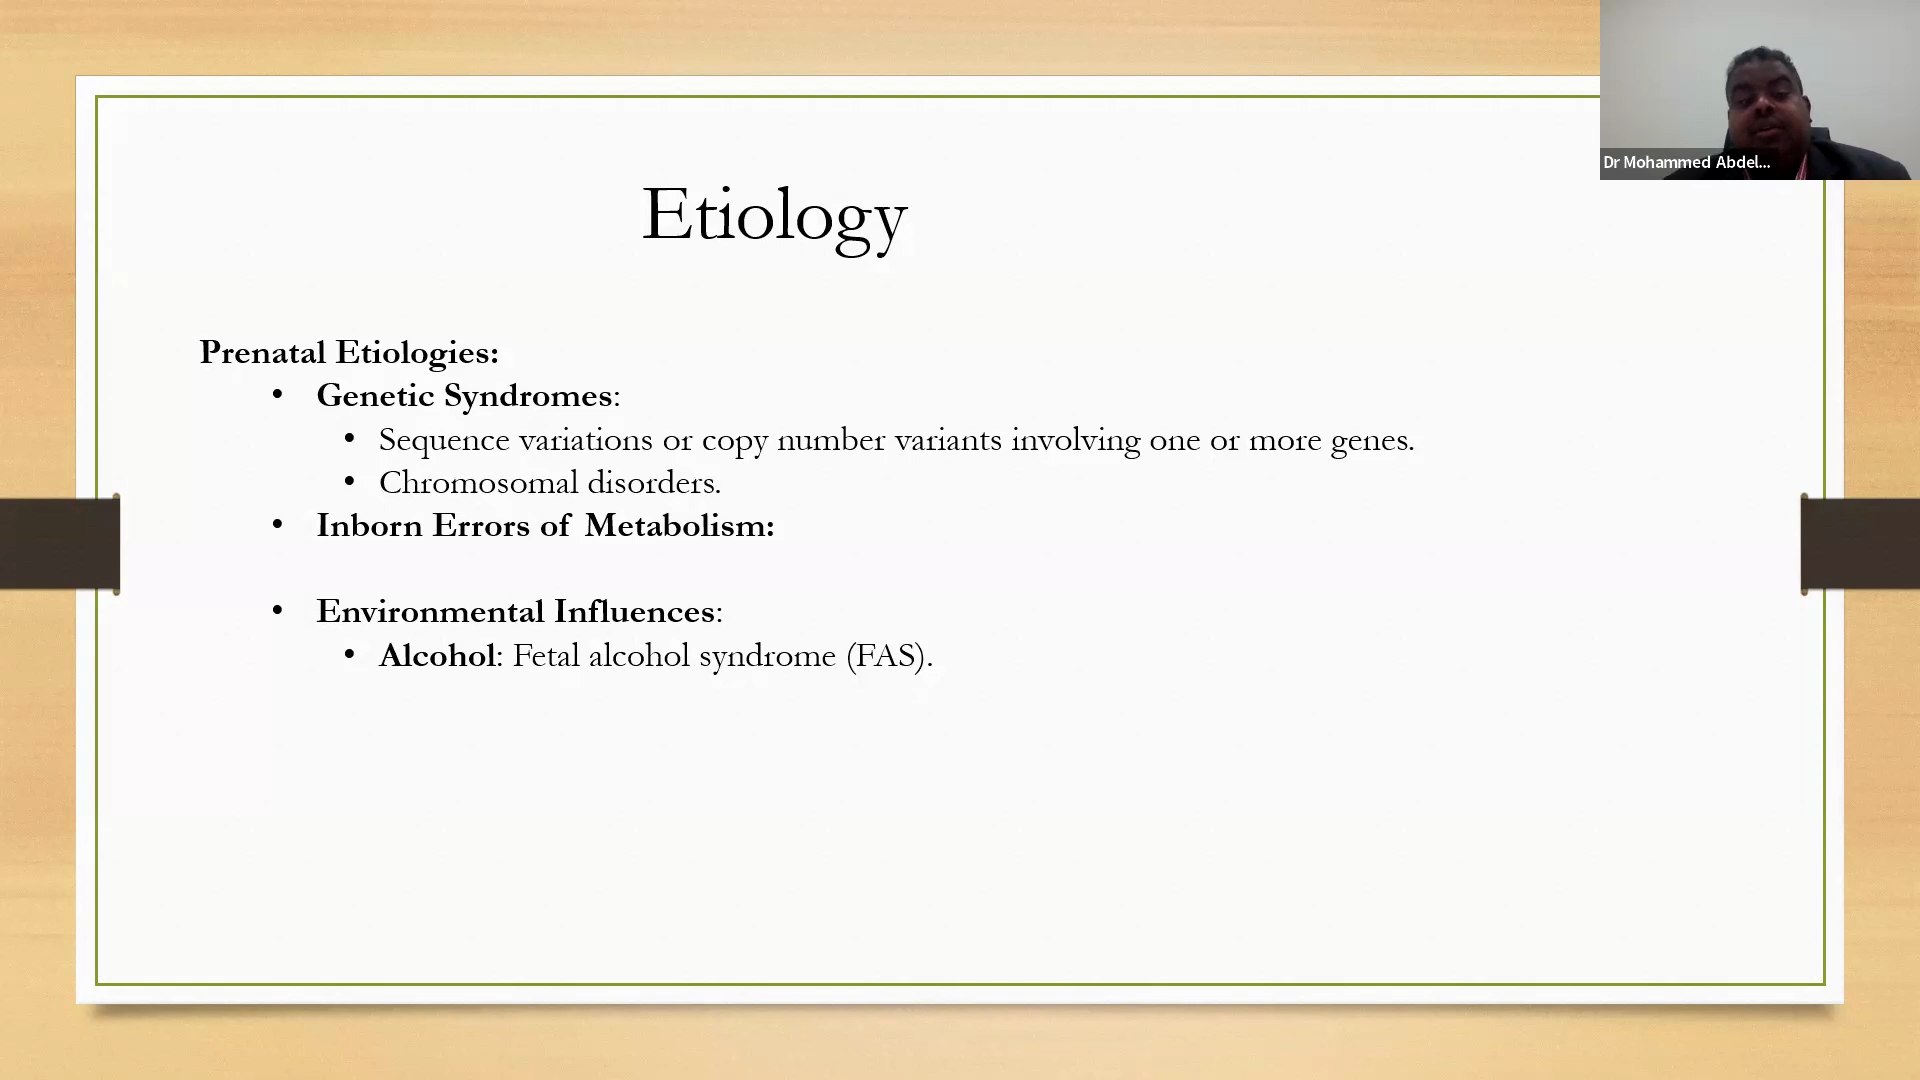 Etiology
Prenatal Etiologies:
• Genetic Syndromes:
• Sequence variations or copy number variants involving one or more genes.
• Chromosomal disorders.
• Inborn Errors of Metabolism:
• Environmental Influences:
• Alcohol: Fetal alcohol syndrome (FAS).
Dr Mohammed Abdel...